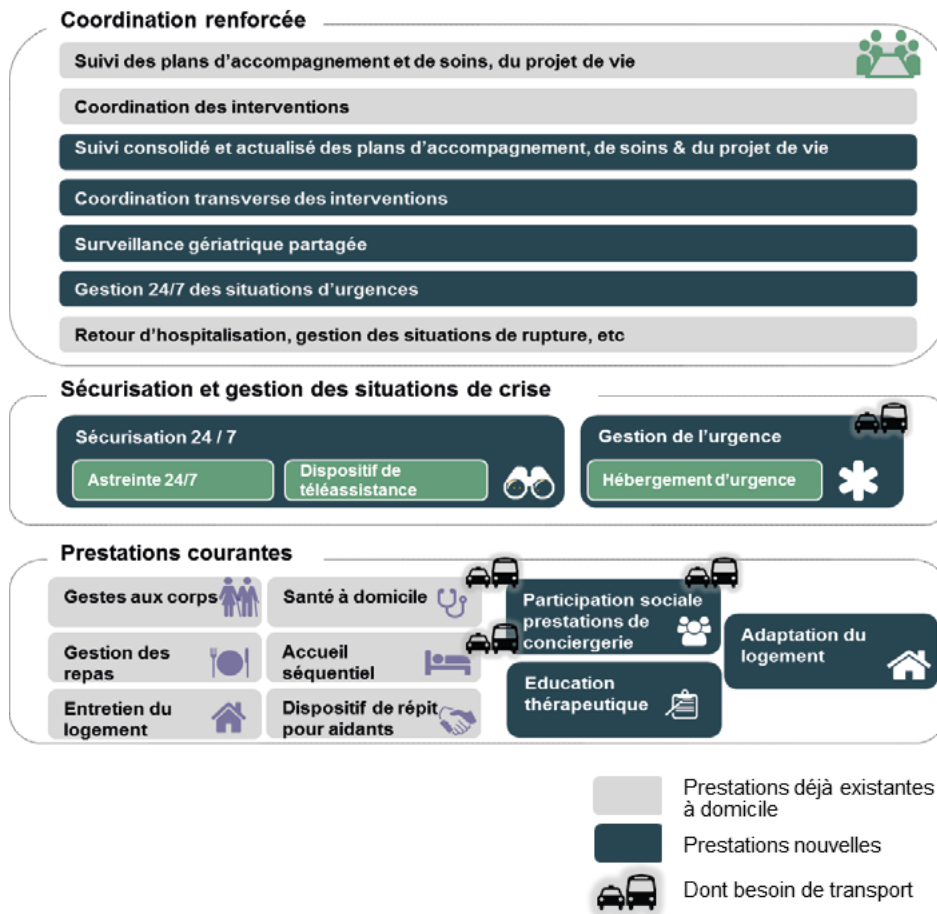 Coordination renforcée
Suivi des plans d'accompagnement et de soins, du projet de vie
Coordination des interventions
Suivi consolidé et actualisé des plans d'accompagnement, de soins & du projet de vie
Coordination transverse des interventions
Surveillance gériatrique partagée
Gestion 24/7 des situations d'urgences
Retour d'hospitalisation, gestion des situations de rupture, etc
Sécurisation et gestion des situations de crise
Sécurisation 24 / 7
Astreinte 24/7
Dispositif de
téléassistance
Gestion de l'urgence
Hébergement d'urgence
Prestations courantes
Gestes aux corps
Santé à domicile
Gestion des
repas
Accueil
séquentiel
Entretien du
logement
Dispositif de répit
pour aidants
Participation sociale
prestations de
conciergerie
Education
thérapeutique
Adaptation du
logement
Prestations déjà existantes
à domicile
Prestations nouvelles
Dont besoin de transport